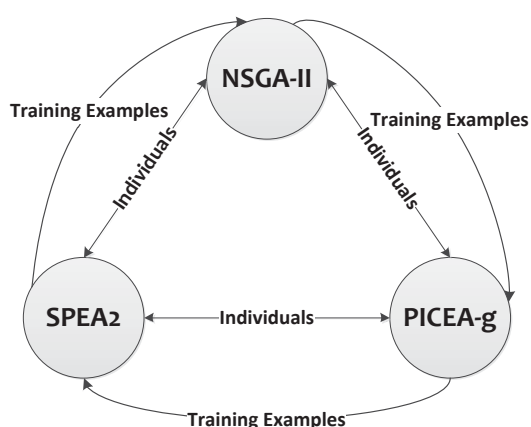 NSGA-II
Training Examples
Training Examples
Individuals
Individuals
SPEA2
Individuals
PICEA-g
Training Examples